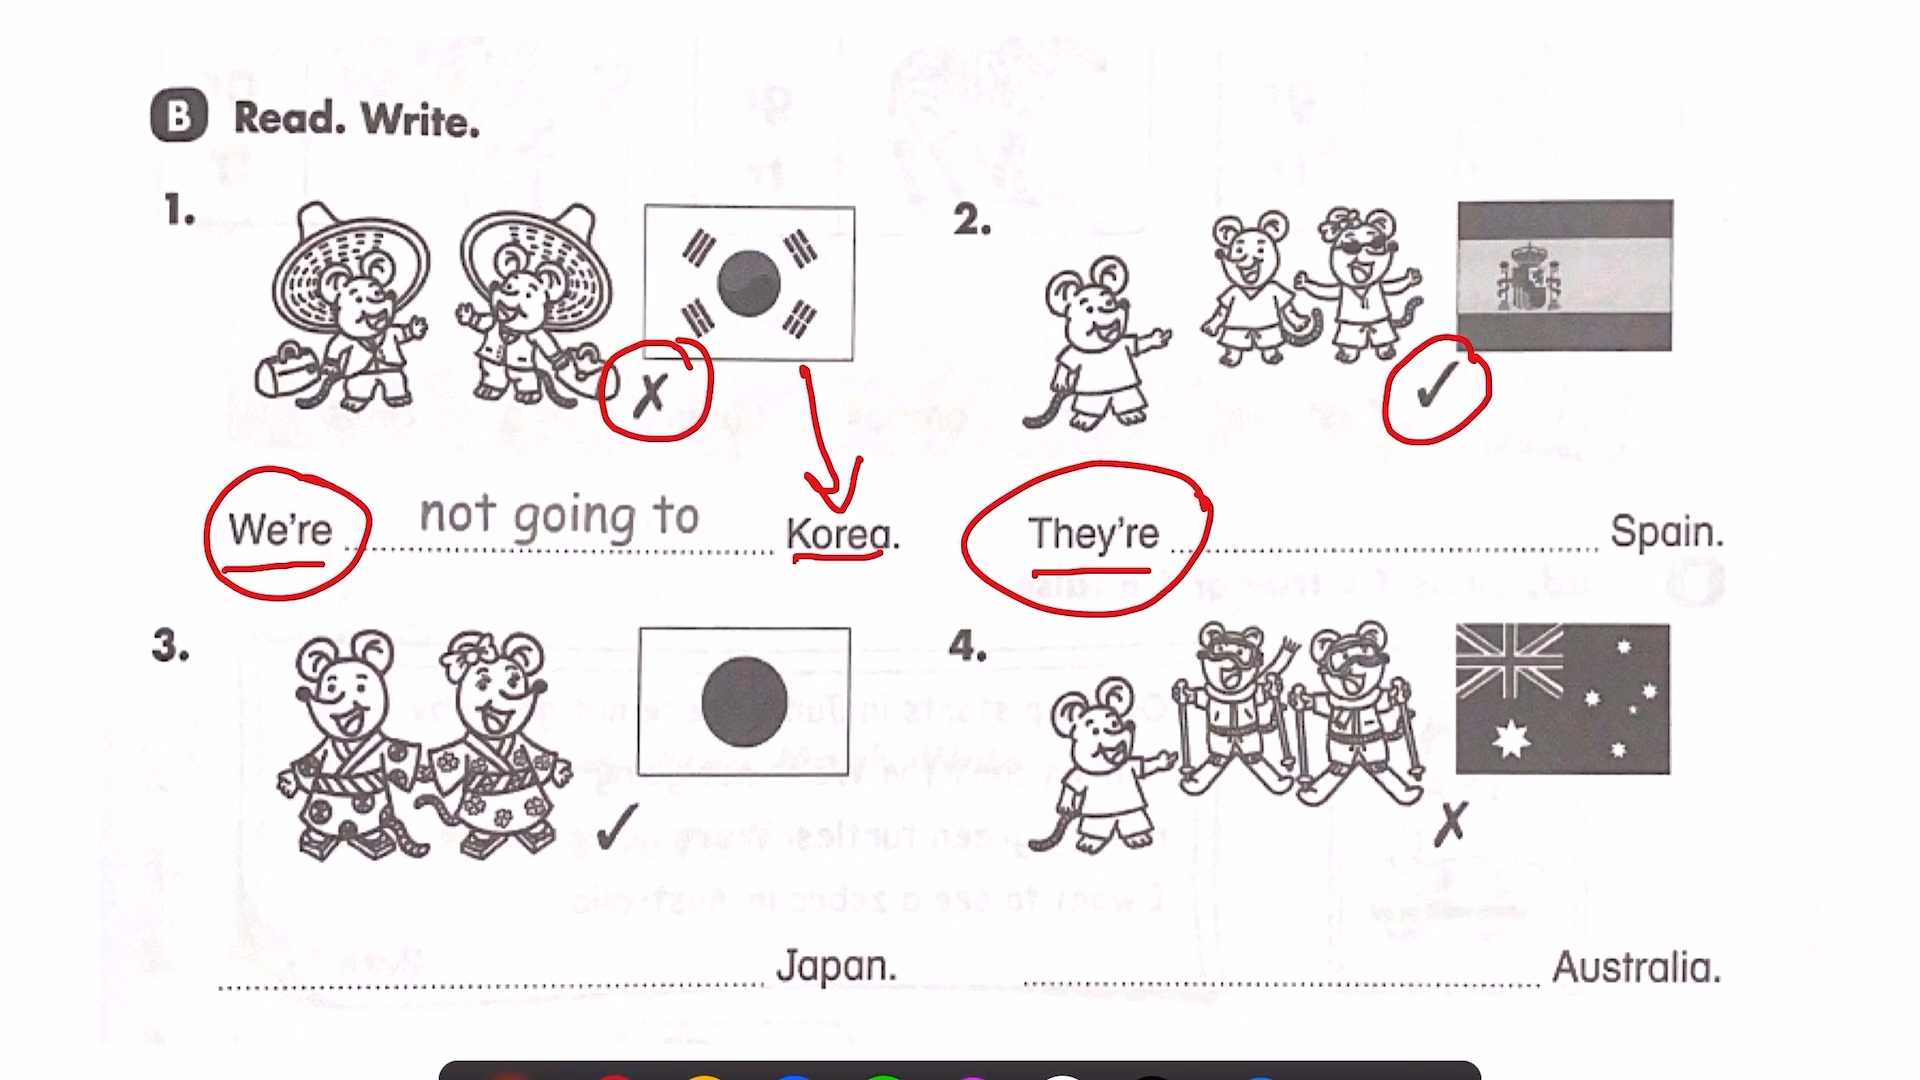 B Read. Write.
1.
2.
We're not going to Korea.
They're Spain.
3.
4.
Japan.
Australia.